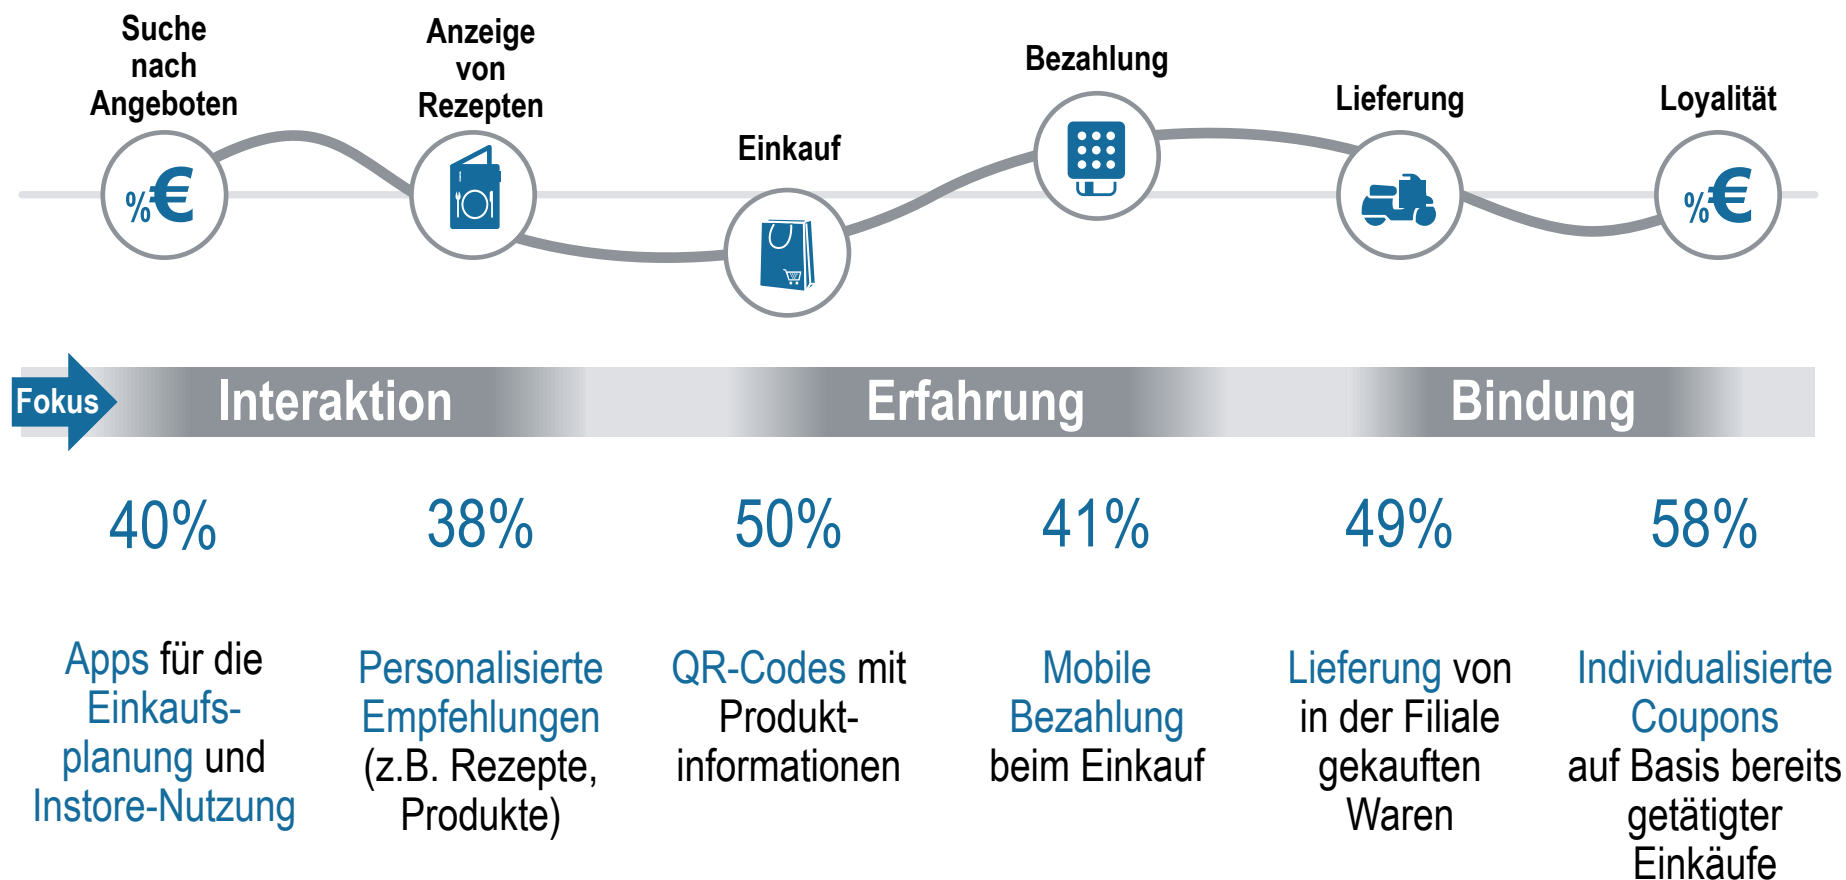 Suche
nach
Angeboten
Anzeige
von
Rezepten
Einkauf
Bezahlung
Lieferung
Loyalität
%€
%€
Fokus
Interaktion
Erfahrung
Bindung
40%
38%
50%
41%
49%
58%
Apps für die
Einkaufs-
planung und
Instore-Nutzung
Personalisierte
Empfehlungen
(z.B. Rezepte,
Produkte)
QR-Codes mit
Produkt-
informationen
Mobile
Bezahlung
beim Einkauf
Lieferung von
in der Filiale
gekauften
Waren
Individualisierte
Coupons
auf Basis bereits
getätigter
Einkäufe